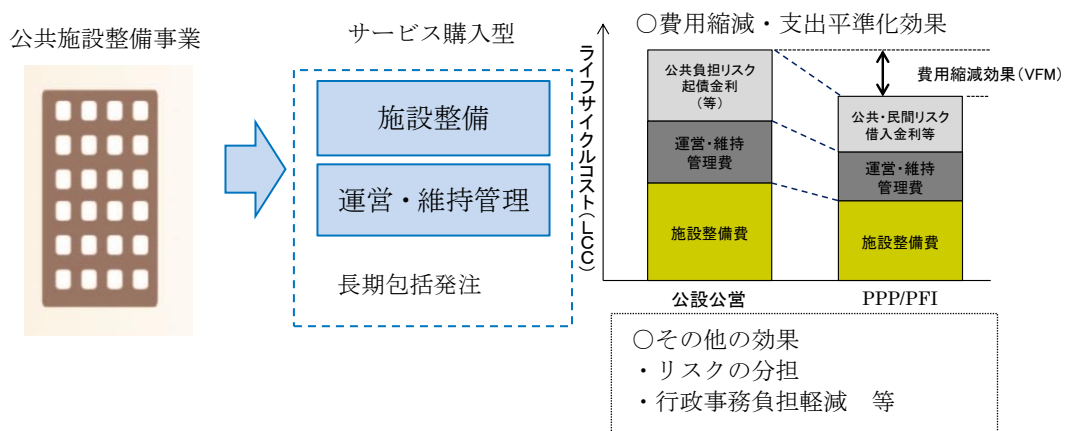 公共施設整備事業
サービス購入型
施設整備
運営・維持管理
長期包括発注
○費用縮減・支出平準化効果
ライフサイクルコスト(LCC)
公共負担リスク
起債金利
(等)
運営・維持
管理費
施設整備費
公設公営
費用縮減効果(VFM)
公共・民間リスク
借入金利等
運営・維持
管理費
施設整備費
PPP/PFI
○その他の効果
・リスクの分担
・行政事務負担軽減　等